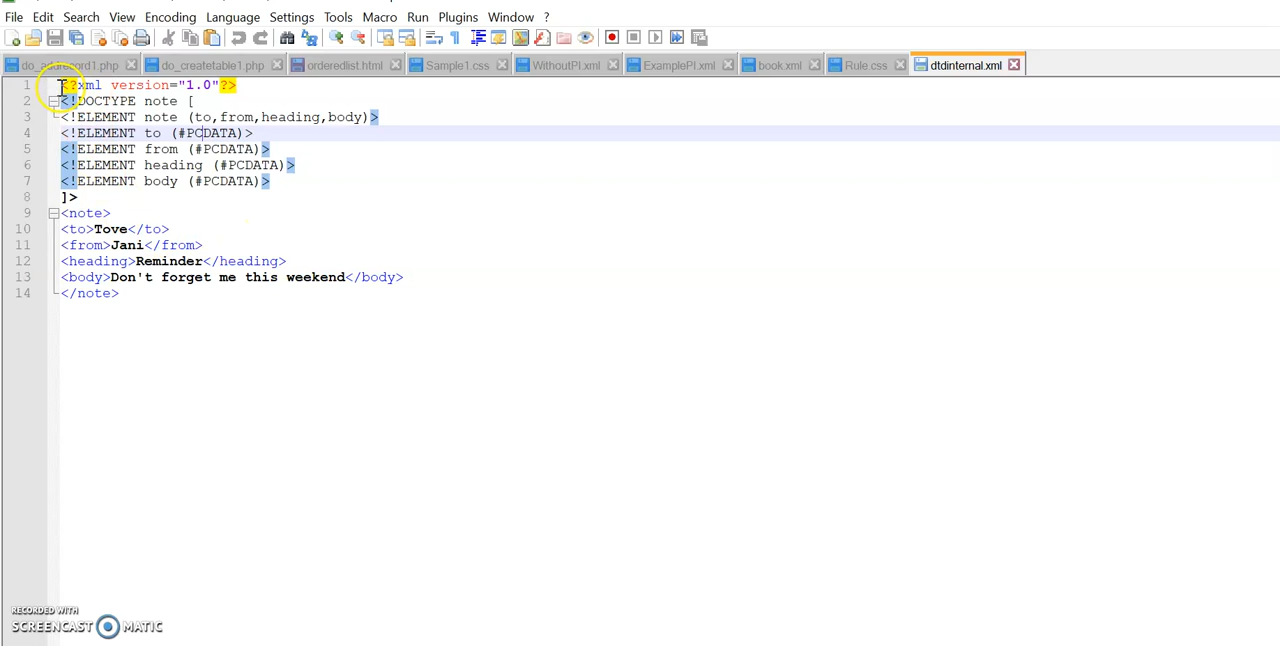 File Edit Search View Encoding Language Settings Tools Macro Run Plugins Window ?
do_addrecord1.php do_createtable1.php orderedlist.html Sample1.css WithoutPI.xml ExamplePI.xml book.xml Rule.css dtdinternal.xml
1 <?xml version="1.0"?>
2 <!DOCTYPE note [
3 <!ELEMENT note (to,from,heading,body)>
4 <!ELEMENT to (#PCDATA)>
5 <!ELEMENT from (#PCDATA)>
6 <!ELEMENT heading (#PCDATA)>
7 <!ELEMENT body (#PCDATA)>
8 ]>
9 <note>
10 <to>Tove</to>
11 <from>Jani</from>
12 <heading>Reminder</heading>
13 <body>Don't forget me this weekend</body>
14 </note>
RECORDED WITH
SCREENCAST MATIC